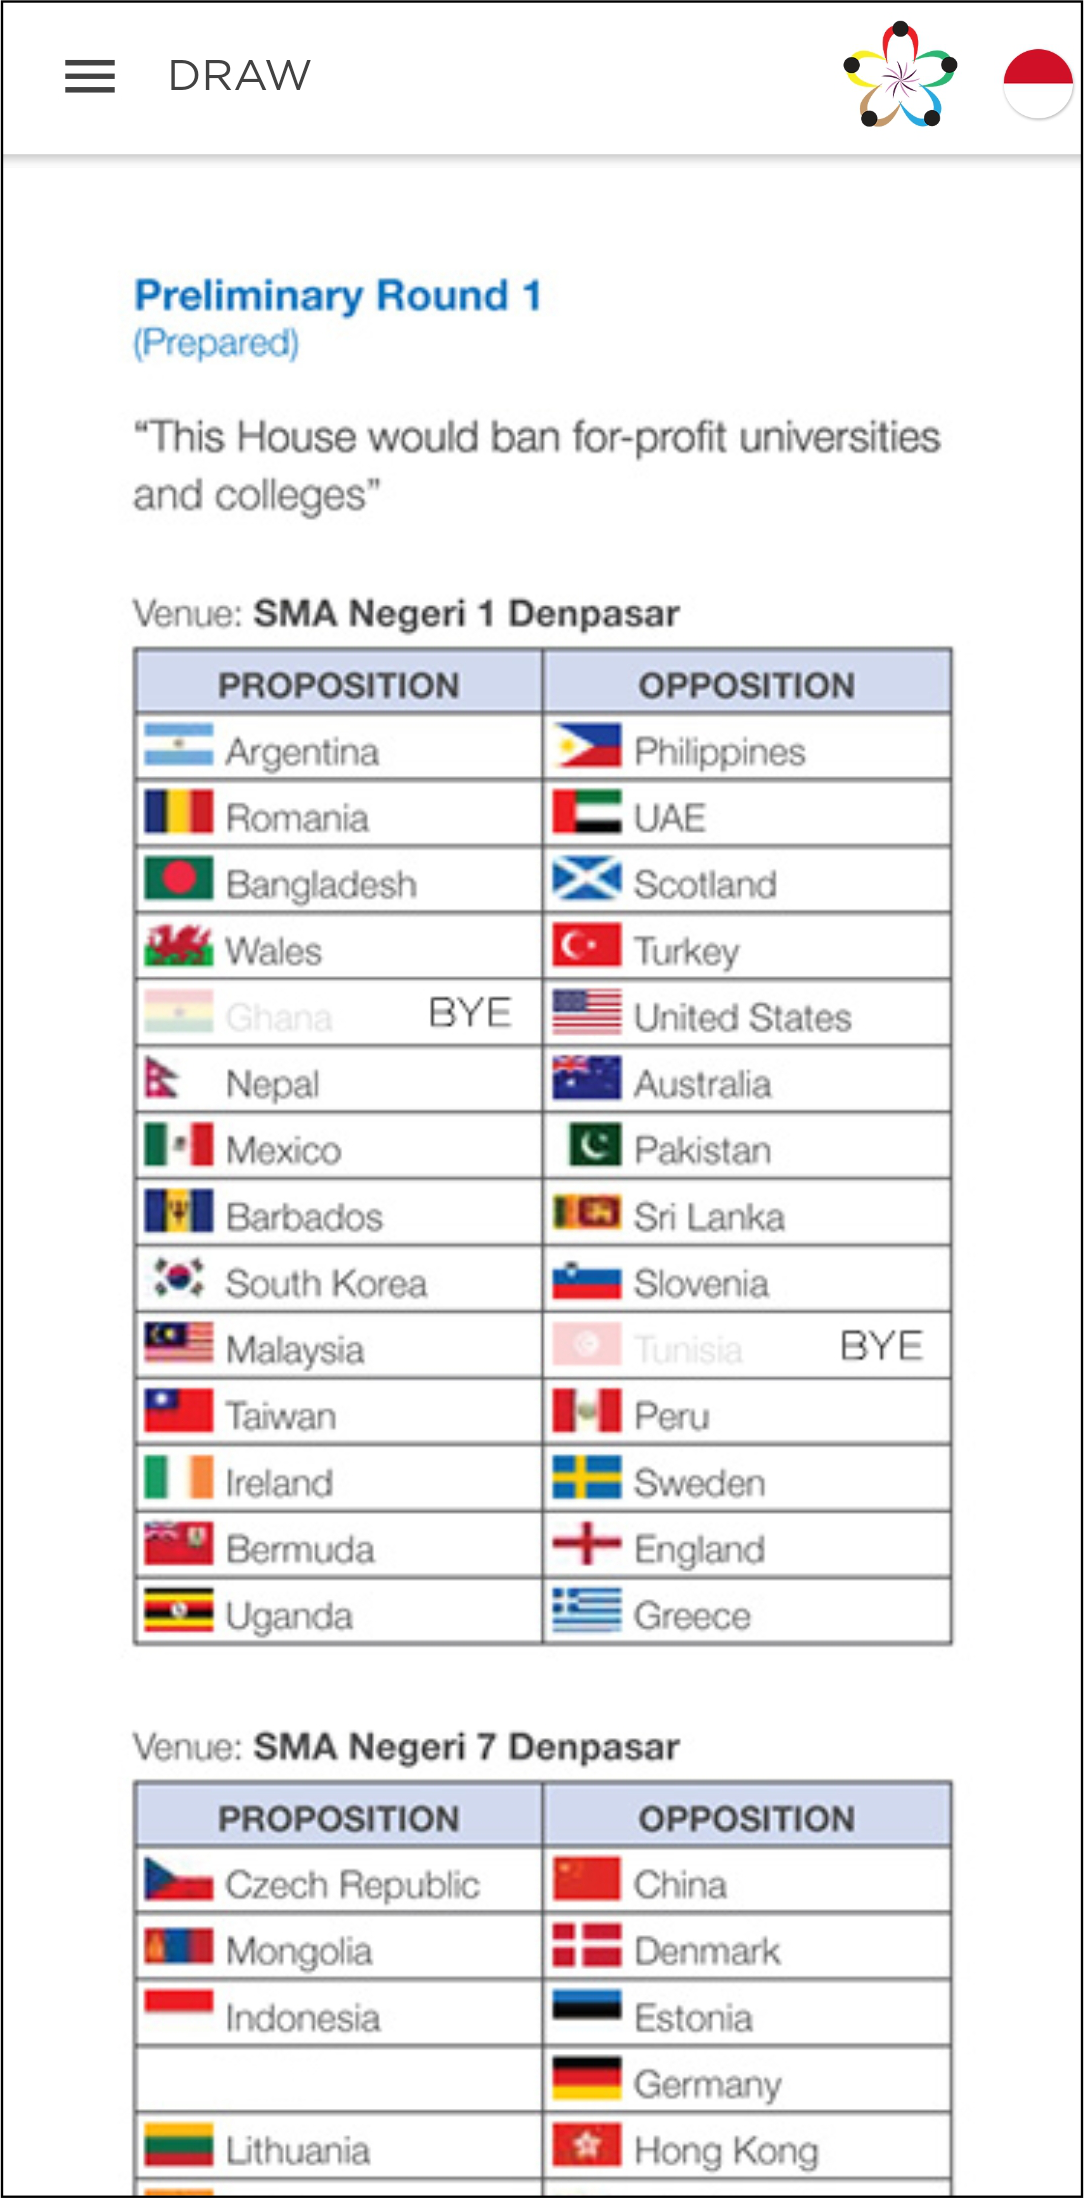 DRAW
Preliminary Round 1
(Prepared)
“This House would ban for-profit universities
and colleges”
Venue: SMA Negeri 1 Denpasar
PROPOSITION OPPOSITION
Argentina Philippines
Romania UAE
Bangladesh Scotland
Wales Turkey
Ghana BYE United States
Nepal Australia
Mexico Pakistan
Barbados Sri Lanka
South Korea Slovenia
Malaysia Tunisia BYE
Taiwan Peru
Ireland Sweden
Bermuda England
Uganda Greece
Venue: SMA Negeri 7 Denpasar
PROPOSITION OPPOSITION
Czech Republic China
Mongolia Denmark
Indonesia Estonia
Germany
Lithuania Hong Kong